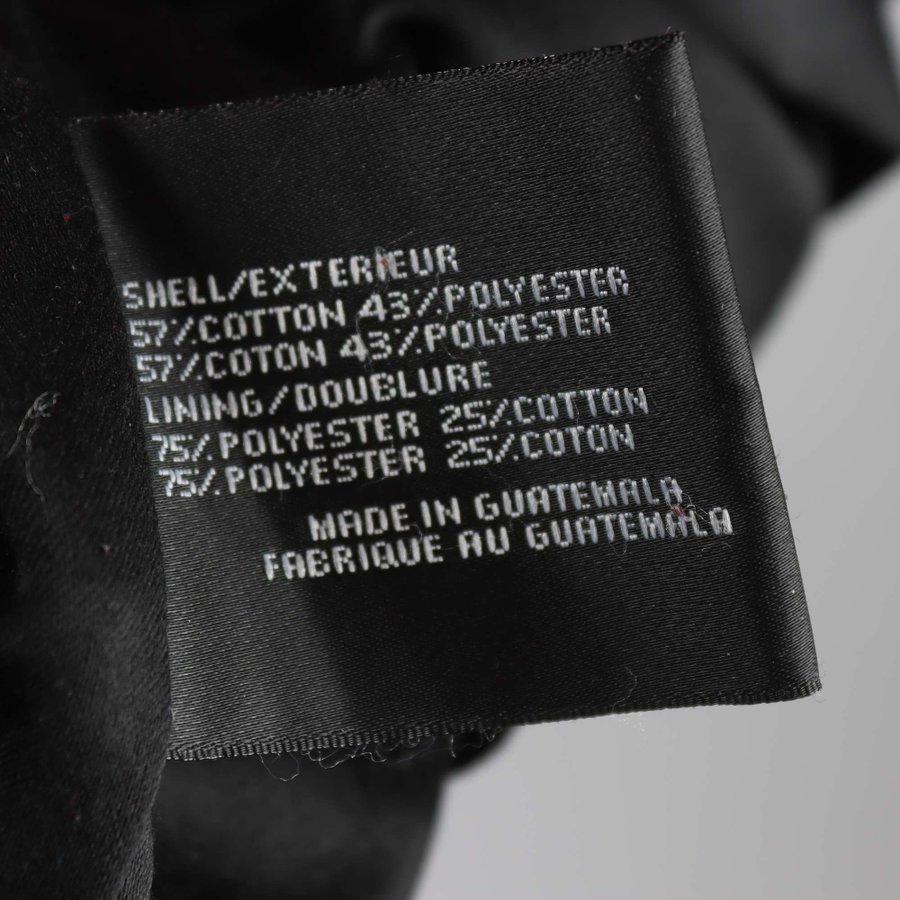 SHELL/EXTERIEUR
57%COTTON 43%POLYESTER
57%COTON 43%POLYESTER
LINING/DOUBLURE
75%POLYESTER 25%COTTON
75%POLYESTER 25%COTON
MADE IN GUATEMALA
FABRIQUE AU GUATEMALA